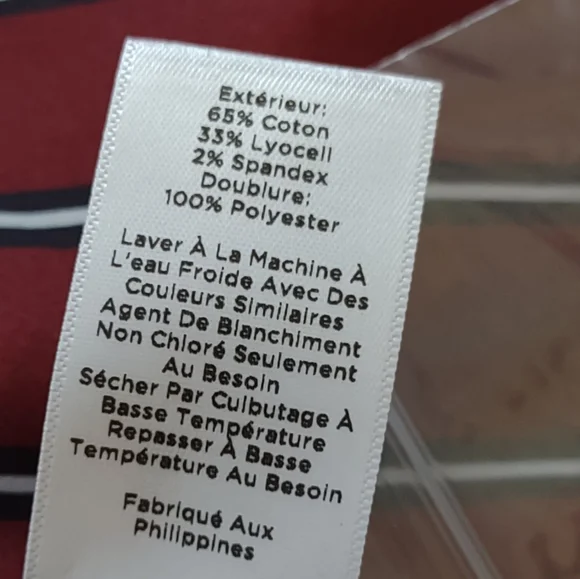 Extérieur:
65% Coton
33% Lyocell
2% Spandex
Doublure:
100% Polyester
Laver À La Machine À
L'eau Froide Avec Des
Couleurs Similaires
Agent De Blanchiment
Non Chloré Seulement
Au Besoin
Sécher Par Culbutage À
Basse Température
Repasser À Basse
Température Au Besoin
Fabriqué Aux
Philippines